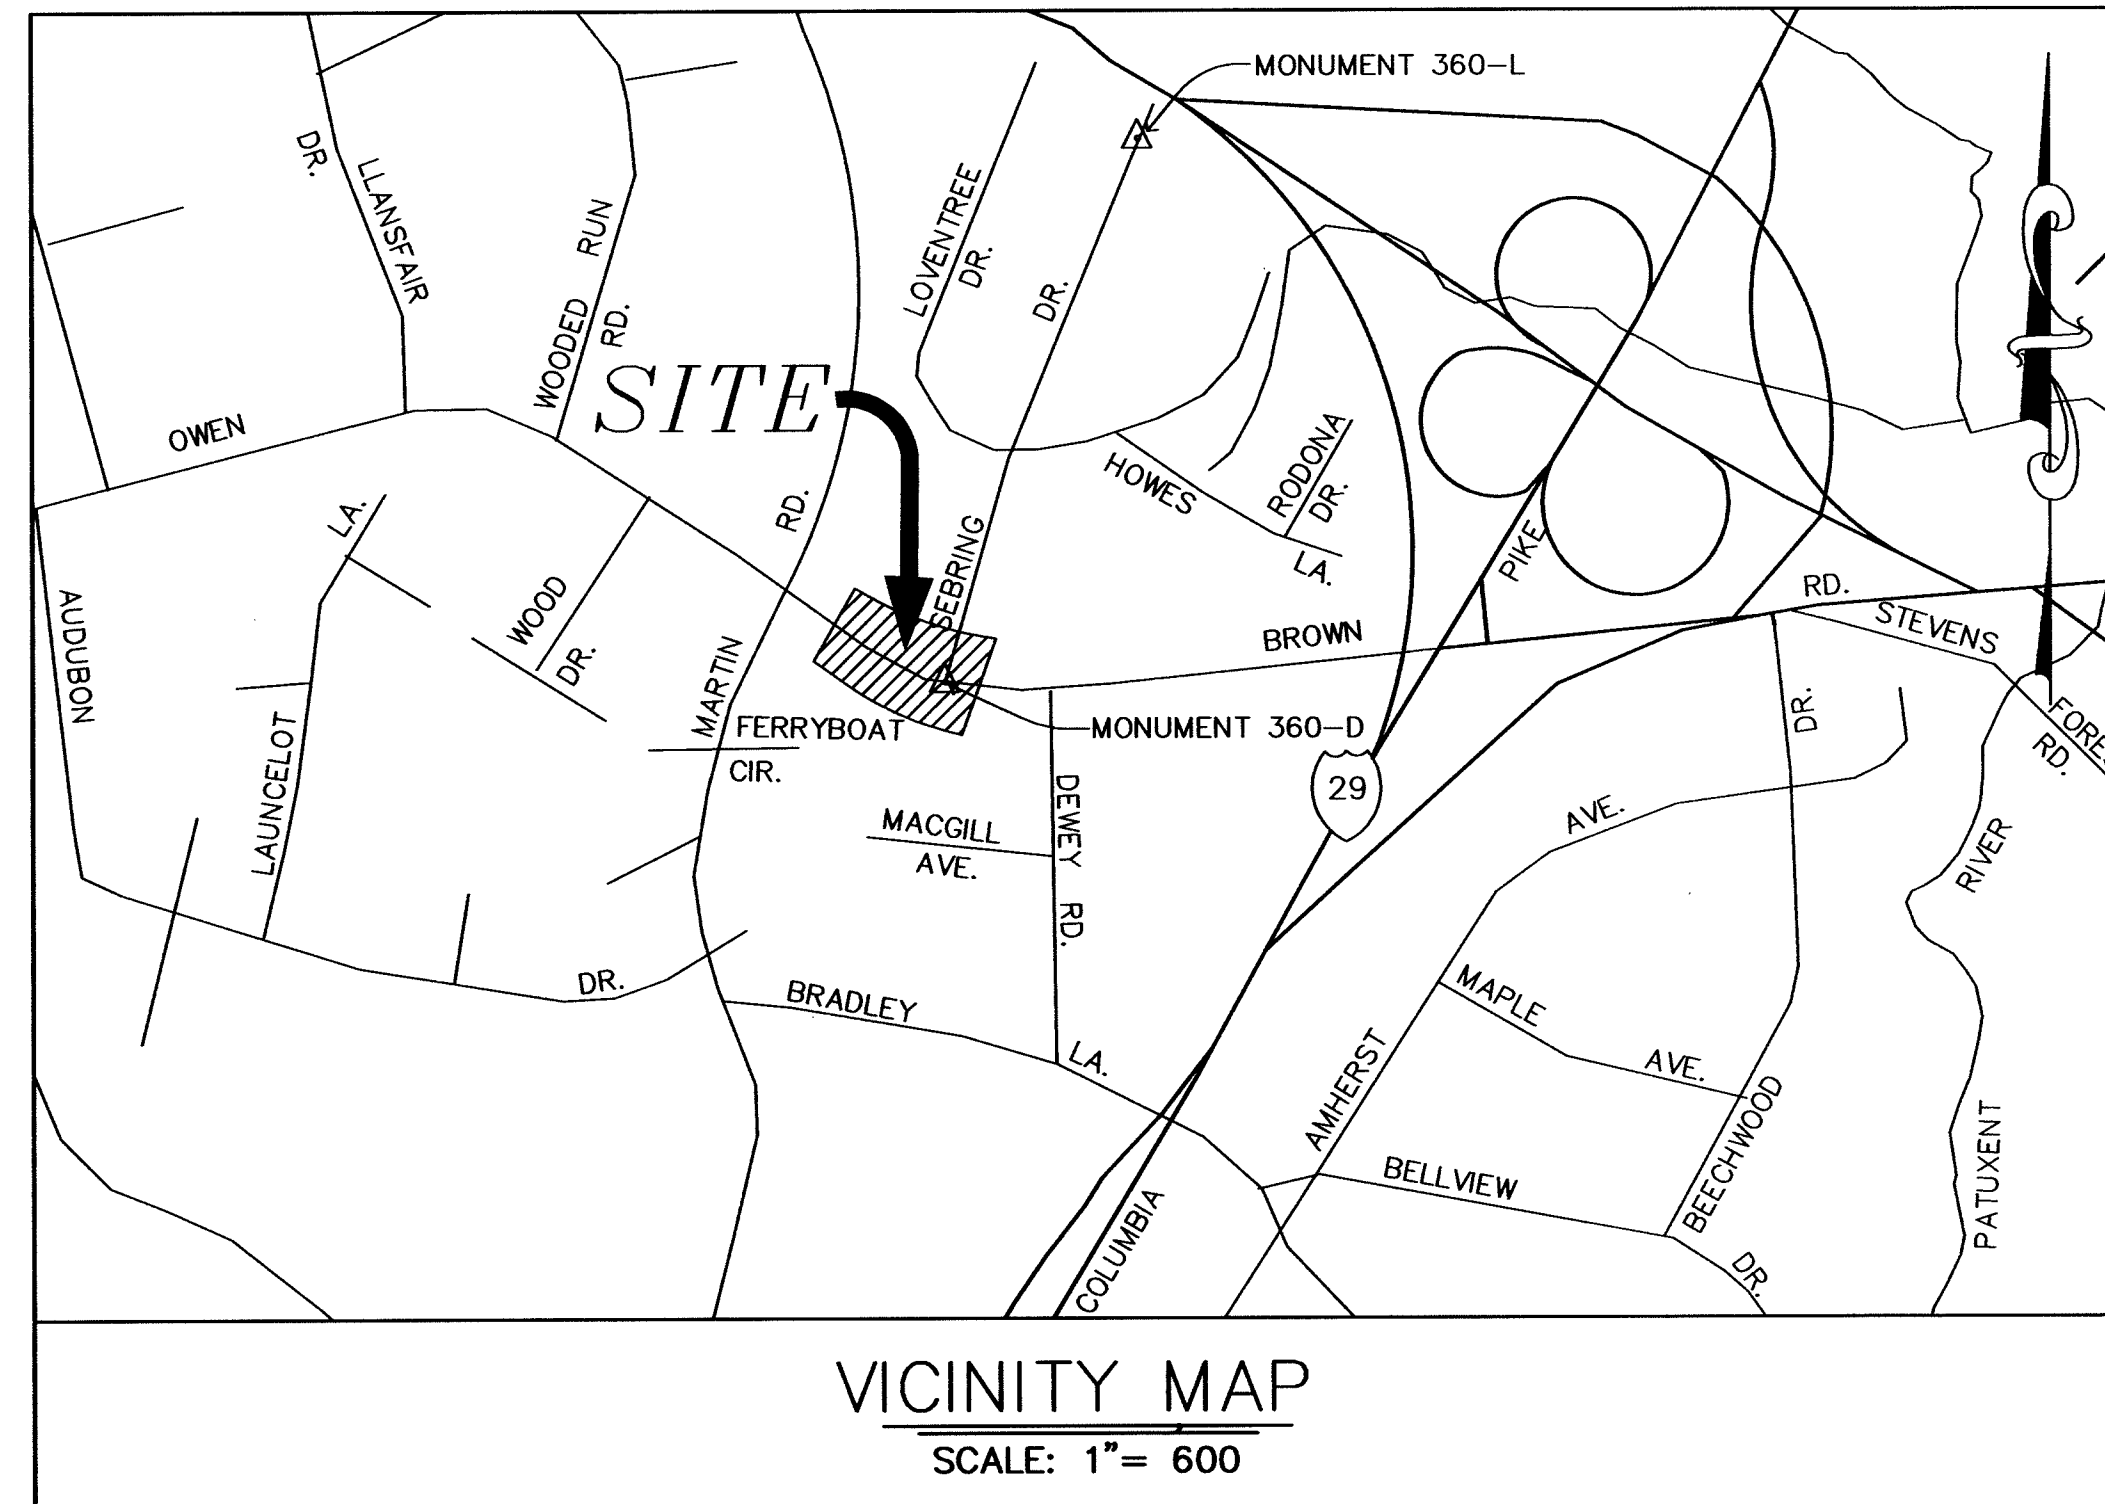 MONUMENT 360-L
DR.
LLANSFAIR
WOODED RUN
RD.
LOVENTREE
DR.
DR.
SITE
OWEN
HOWES
LA.
RODONA
DR.
PIKE
LA.
RD.
SEBRING
WOOD
DR.
AUDUBON
MARTIN
BROWN
RD.
STEVENS
FERRYBOAT
CIR.
MONUMENT 360-D
DR.
RD.
LAUNCELOT
29
MACGILL
AVE.
DEWEY RD.
AVE.
RIVER
DR.
BRADLEY
LA.
MAPLE
AVE.
AMHERST
BEECHWOOD
BELLVIEW
PATUXENT
COLUMBIA
DR.
VICINITY MAP
SCALE: 1"= 600